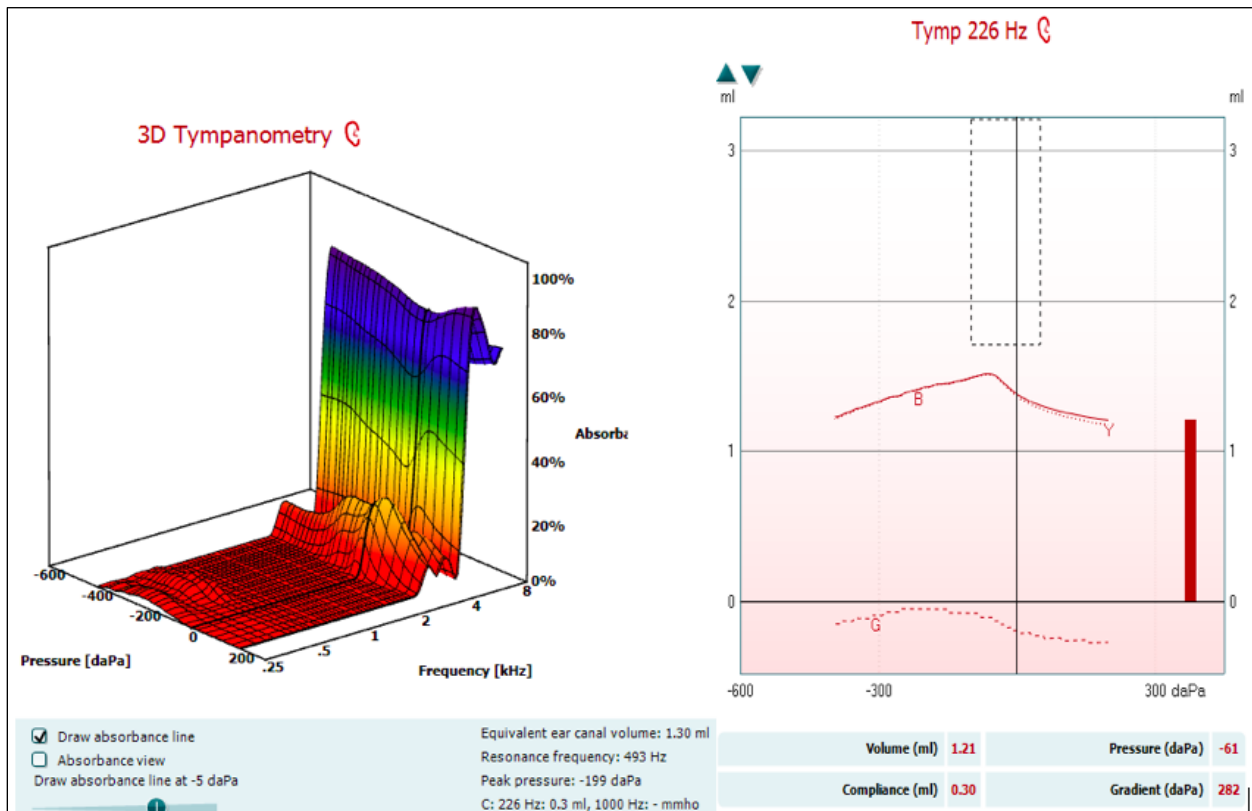 Tymp 226 Hz
ml
ml
3D Tympanometry
3
3
2
2
1
1
0
0
B
Y
G
-600
-300
300 daPa
100%
80%
60%
Absorba
40%
20%
0%
-600
-400
-200
0
200
.25
.5
1
2
4
8
Pressure [daPa]
Frequency [kHz]
Draw absorbance line
Absorbance view
Draw absorbance line at -5 daPa
Equivalent ear canal volume: 1.30 ml
Resonance frequency: 493 Hz
Peak pressure: -199 daPa
C: 226 Hz: 0.3 ml, 1000 Hz: - mmho
Volume (ml) 1.21 Pressure (daPa) -61
Compliance (ml) 0.30 Gradient (daPa) 282